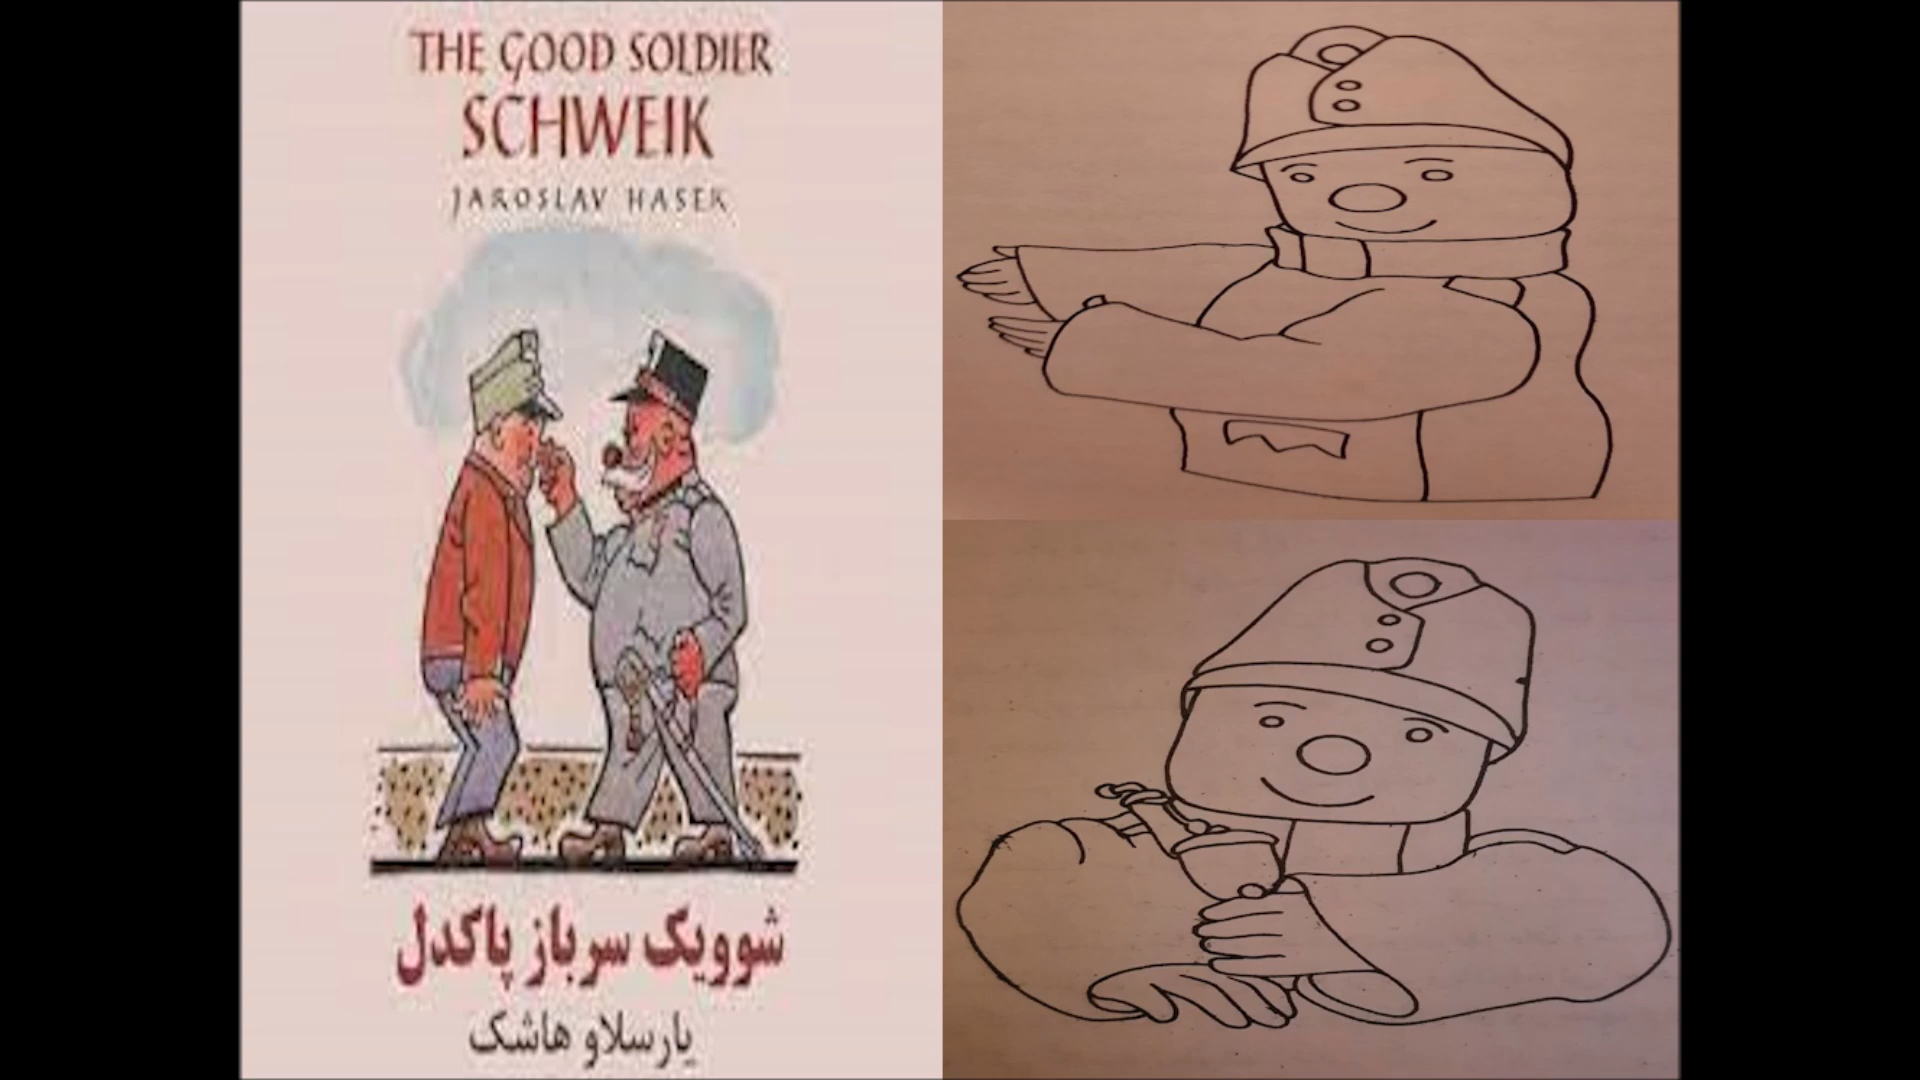 THE GOOD SOLDIER
SCHWEIK
JAROSLAV HASEK
شوویک سرباز پاکدل
یارسلاو هاشک